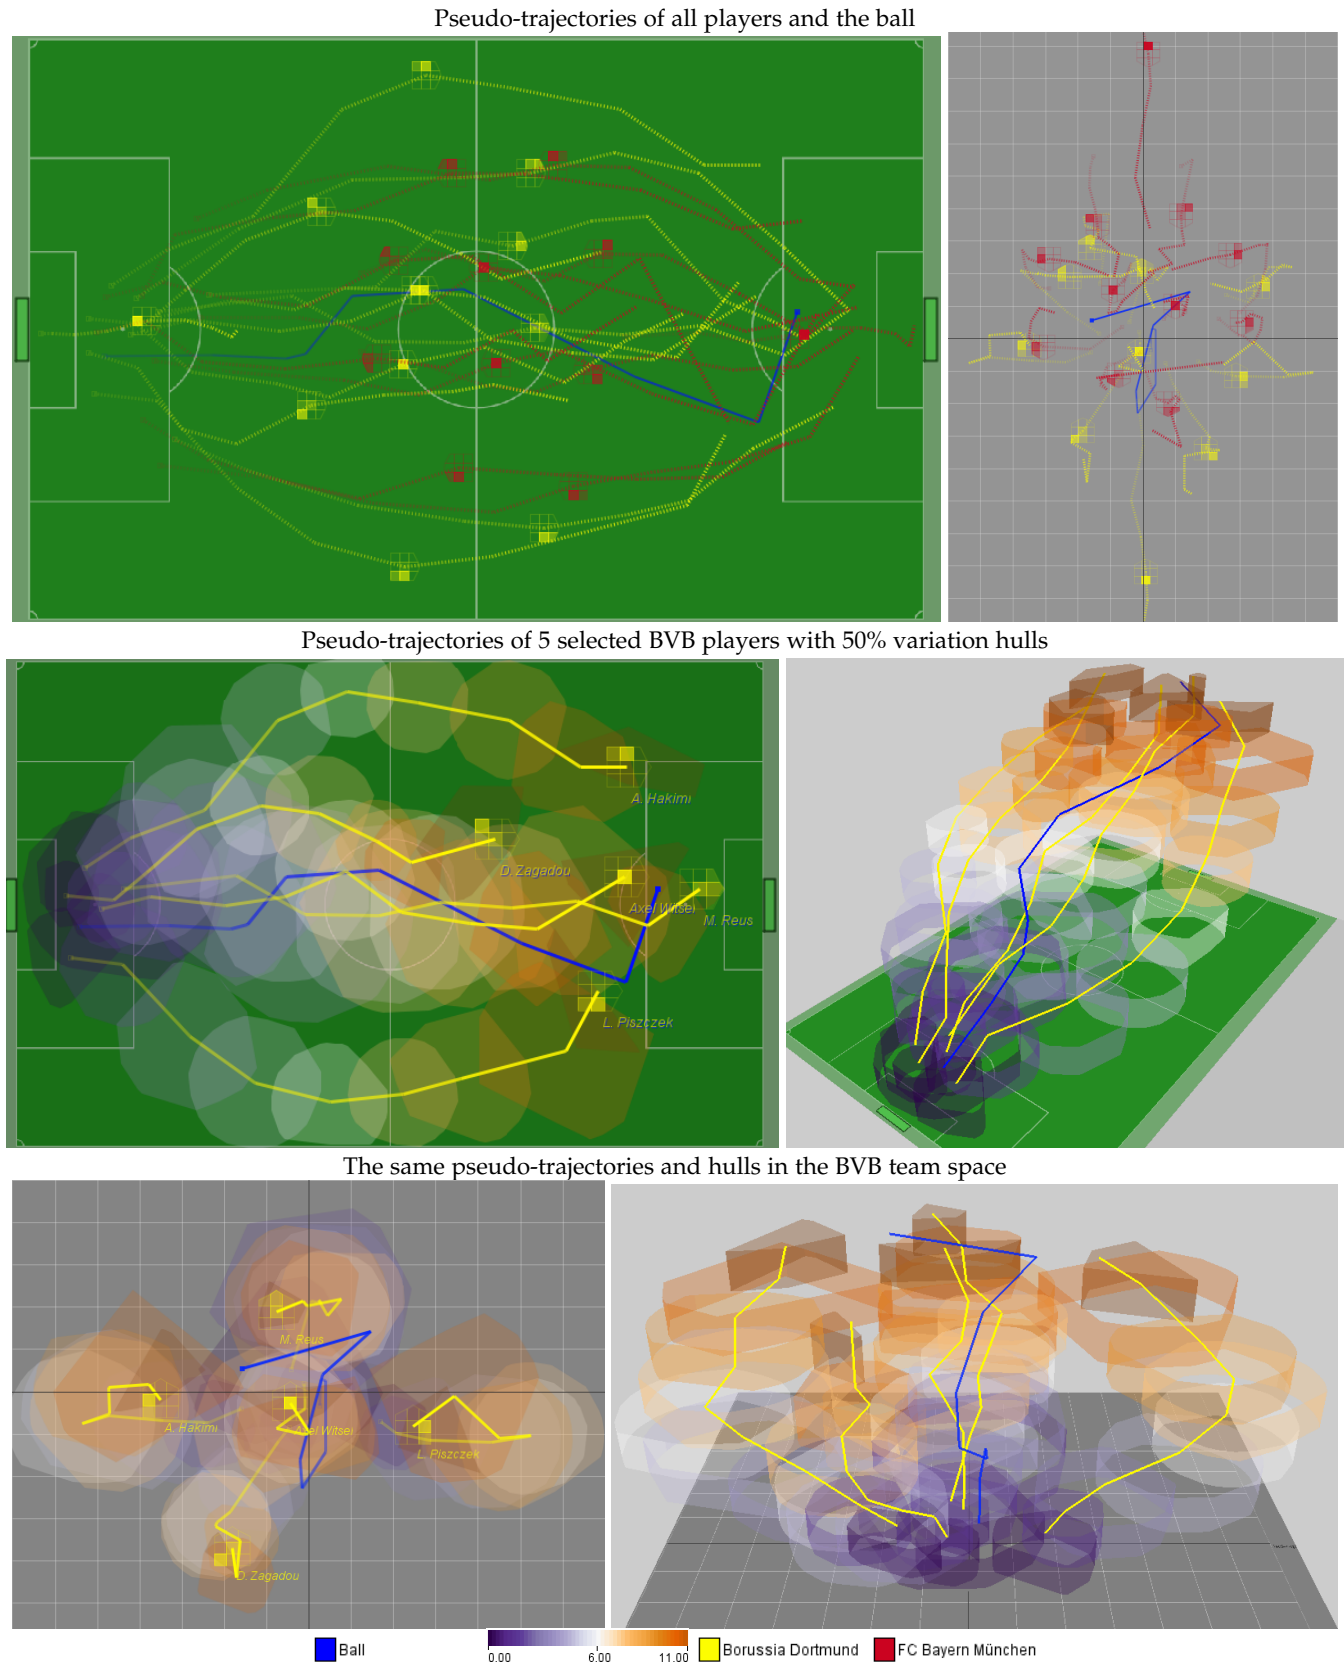 Pseudo-trajectories of all players and the ball
Pseudo-trajectories of 5 selected BVB players with 50% variation hulls
A. Hakimi
D. Zagadou
Axel Witsel
M. Reus
L. Piszczek
The same pseudo-trajectories and hulls in the BVB team space
M. Reus
A. Hakimi
Axel Witsel
L. Piszczek
D. Zagadou
Ball
0.00 6.00 11.00
Borussia Dortmund
FC Bayern München